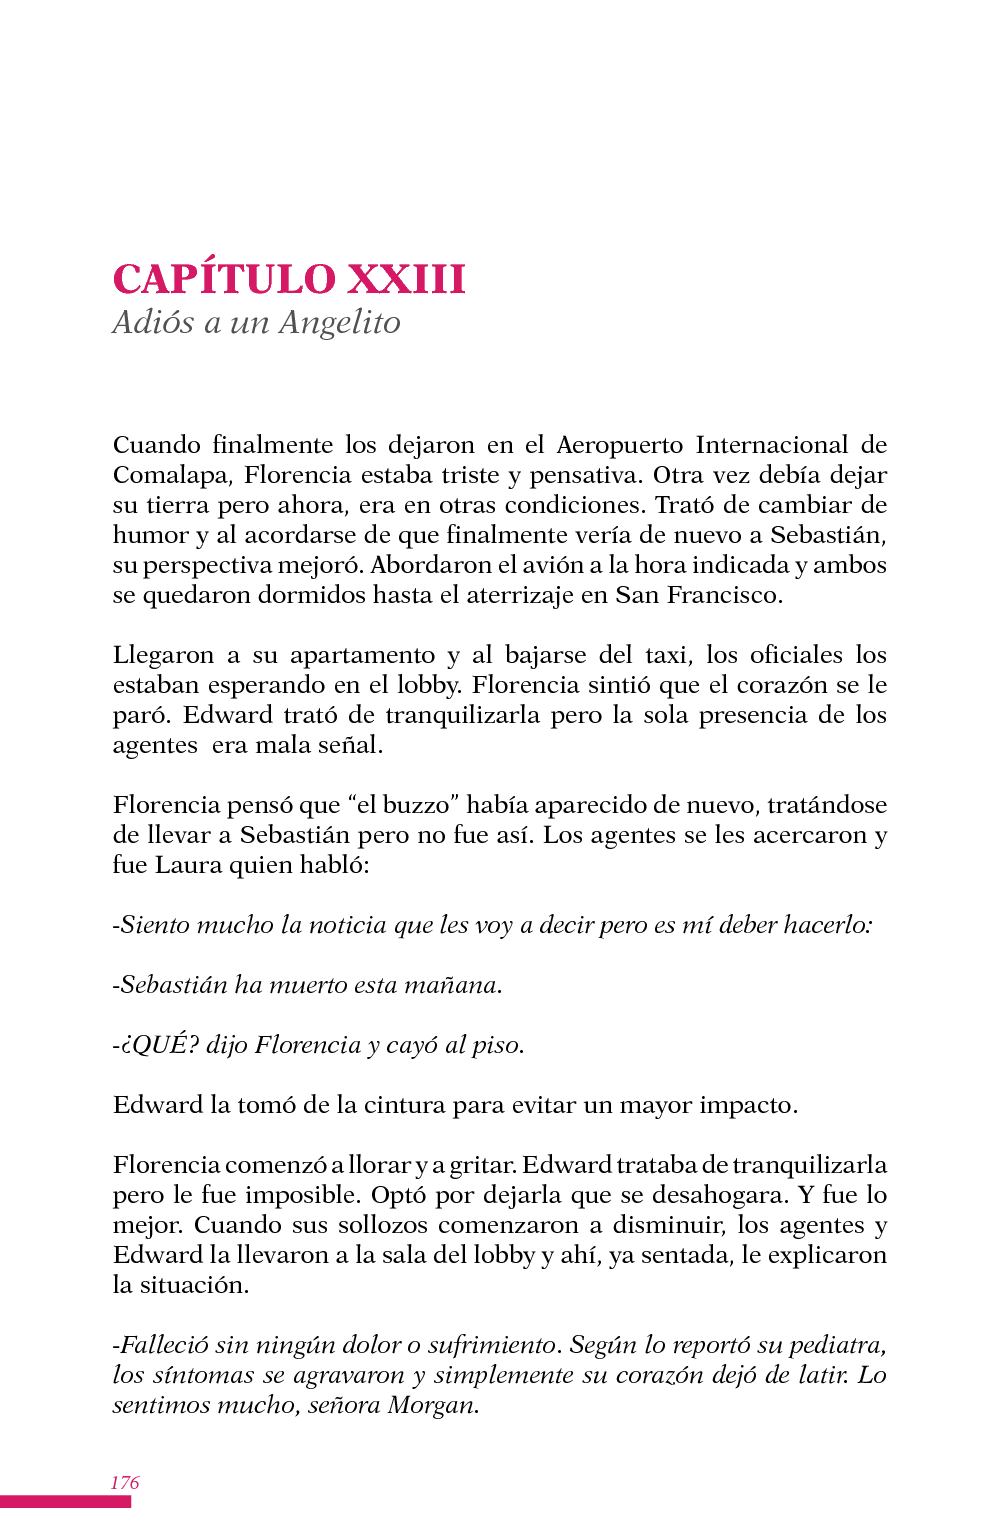 CAPÍTULO XXIII
Adiós a un Angelito
Cuando finalmente los dejaron en el Aeropuerto Internacional de
Comalapa, Florencia estaba triste y pensativa. Otra vez debía dejar
su tierra pero ahora, era en otras condiciones. Trató de cambiar de
humor y al acordarse de que finalmente vería de nuevo a Sebastián,
su perspectiva mejoró. Abordaron el avión a la hora indicada y ambos
se quedaron dormidos hasta el aterrizaje en San Francisco.
Llegaron a su apartamento y al bajarse del taxi, los oficiales los
estaban esperando en el lobby. Florencia sintió que el corazón se le
paró. Edward trató de tranquilizarla pero la sola presencia de los
agentes  era mala señal.
Florencia pensó que “el buzzo” había aparecido de nuevo, tratándose
de llevar a Sebastián pero no fue así. Los agentes se les acercaron y
fue Laura quien habló:
-Siento mucho la noticia que les voy a decir pero es mí deber hacerlo:
-Sebastián ha muerto esta mañana.
-¿QUÉ? dijo Florencia y cayó al piso.
Edward la tomó de la cintura para evitar un mayor impacto.
Florencia comenzó a llorar y a gritar. Edward trataba de tranquilizarla
pero le fue imposible. Optó por dejarla que se desahogara. Y fue lo
mejor. Cuando sus sollozos comenzaron a disminuir, los agentes y
Edward la llevaron a la sala del lobby y ahí, ya sentada, le explicaron
la situación.
-Falleció sin ningún dolor o sufrimiento. Según lo reportó su pediatra,
los síntomas se agravaron y simplemente su corazón dejó de latir. Lo
sentimos mucho, señora Morgan.
176